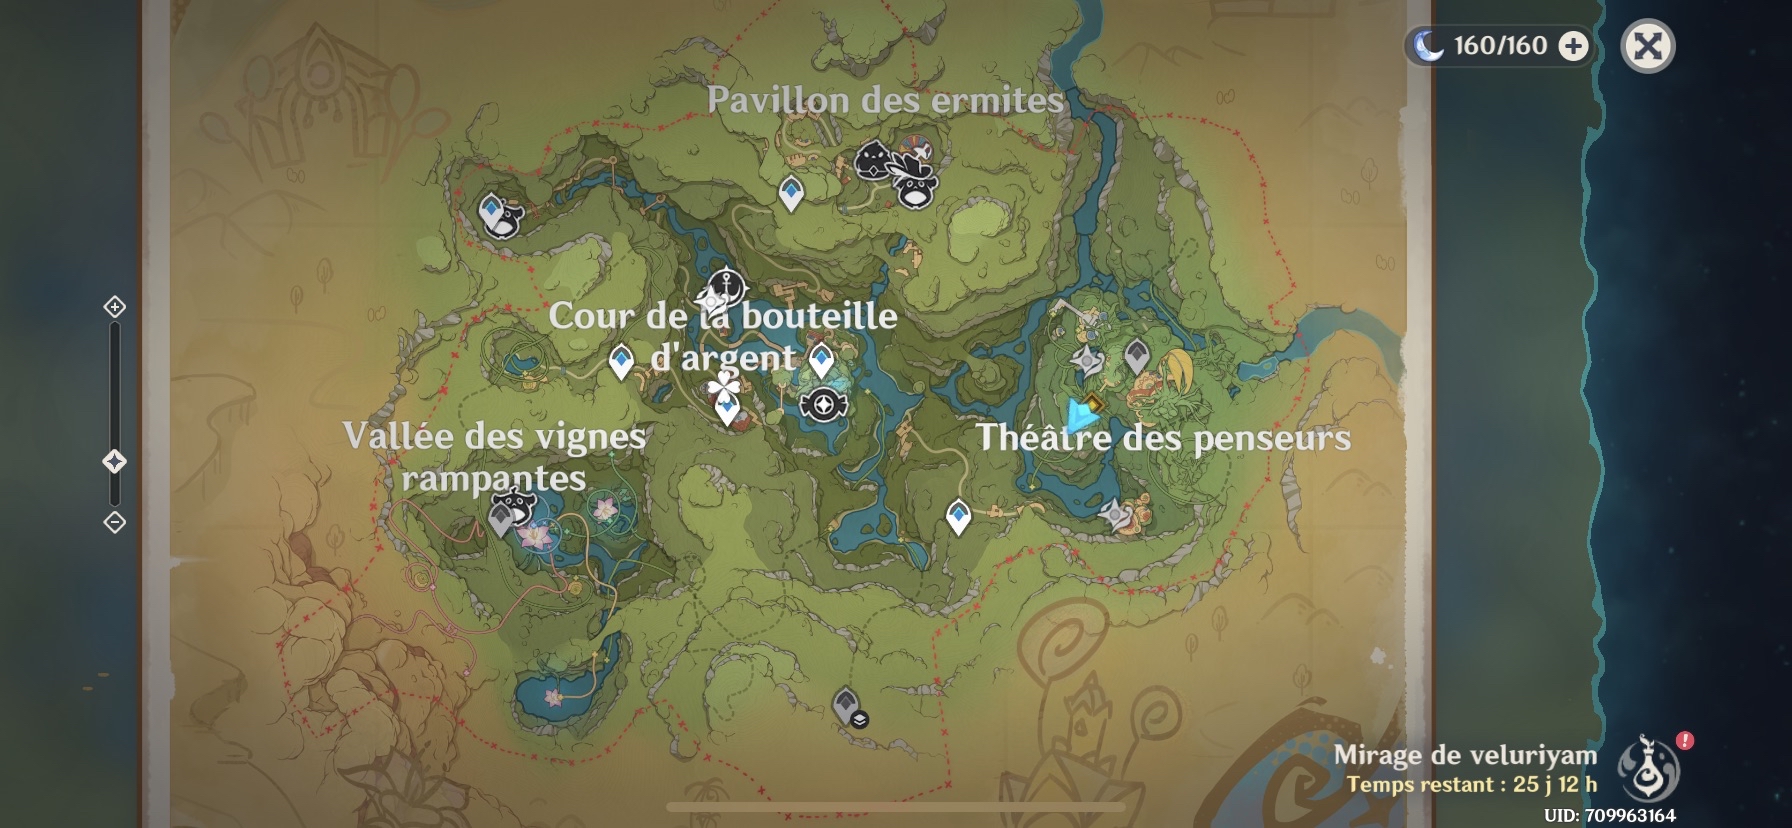 160/160
Pavillon des ermites
Cour de la bouteille
d'argent
Vallée des vignes
rampantes
Théâtre des penseurs
Mirage de veluriyam
Temps restant : 25 j 12 h
UID: 709963164